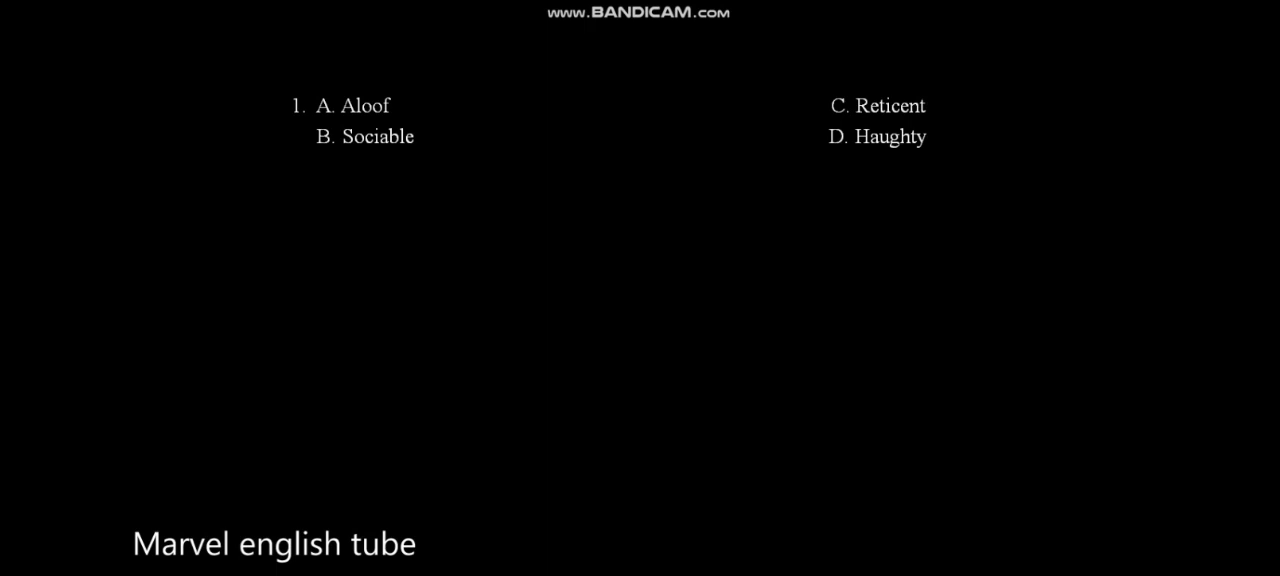 www.BANDICAM.com
1. A. Aloof
B. Sociable
C. Reticent
D. Haughty
Marvel english tube